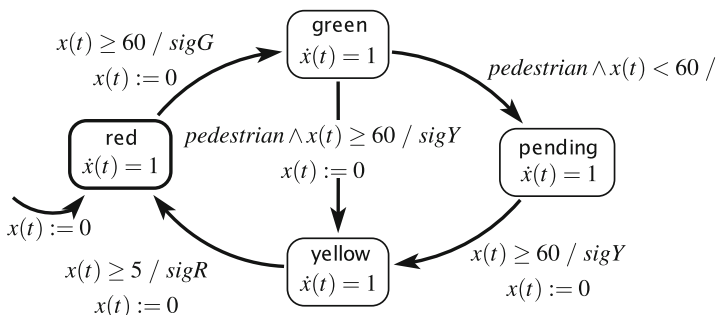 green
ẋ(t) = 1
x(t) ≥ 60 / sigG
x(t) := 0
pedestrian ∧ x(t) < 60 /
red
ẋ(t) = 1
pedestrian ∧ x(t) ≥ 60 / sigY
x(t) := 0
pending
ẋ(t) = 1
x(t) := 0
yellow
ẋ(t) = 1
x(t) ≥ 60 / sigY
x(t) := 0
x(t) ≥ 5 / sigR
x(t) := 0